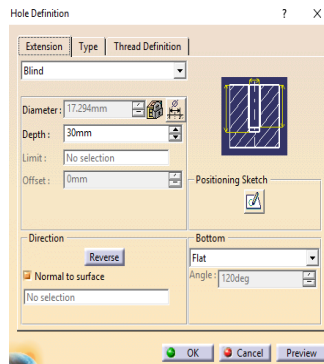 Hole Definition ? X
Extension Type Thread Definition
Blind
Diameter : 17.294mm
Depth : 30mm
Limit : No selection
Offset : 0mm
Positioning Sketch
Direction
Reverse
Normal to surface
No selection
Bottom
Flat
Angle : 120deg
OK Cancel Preview